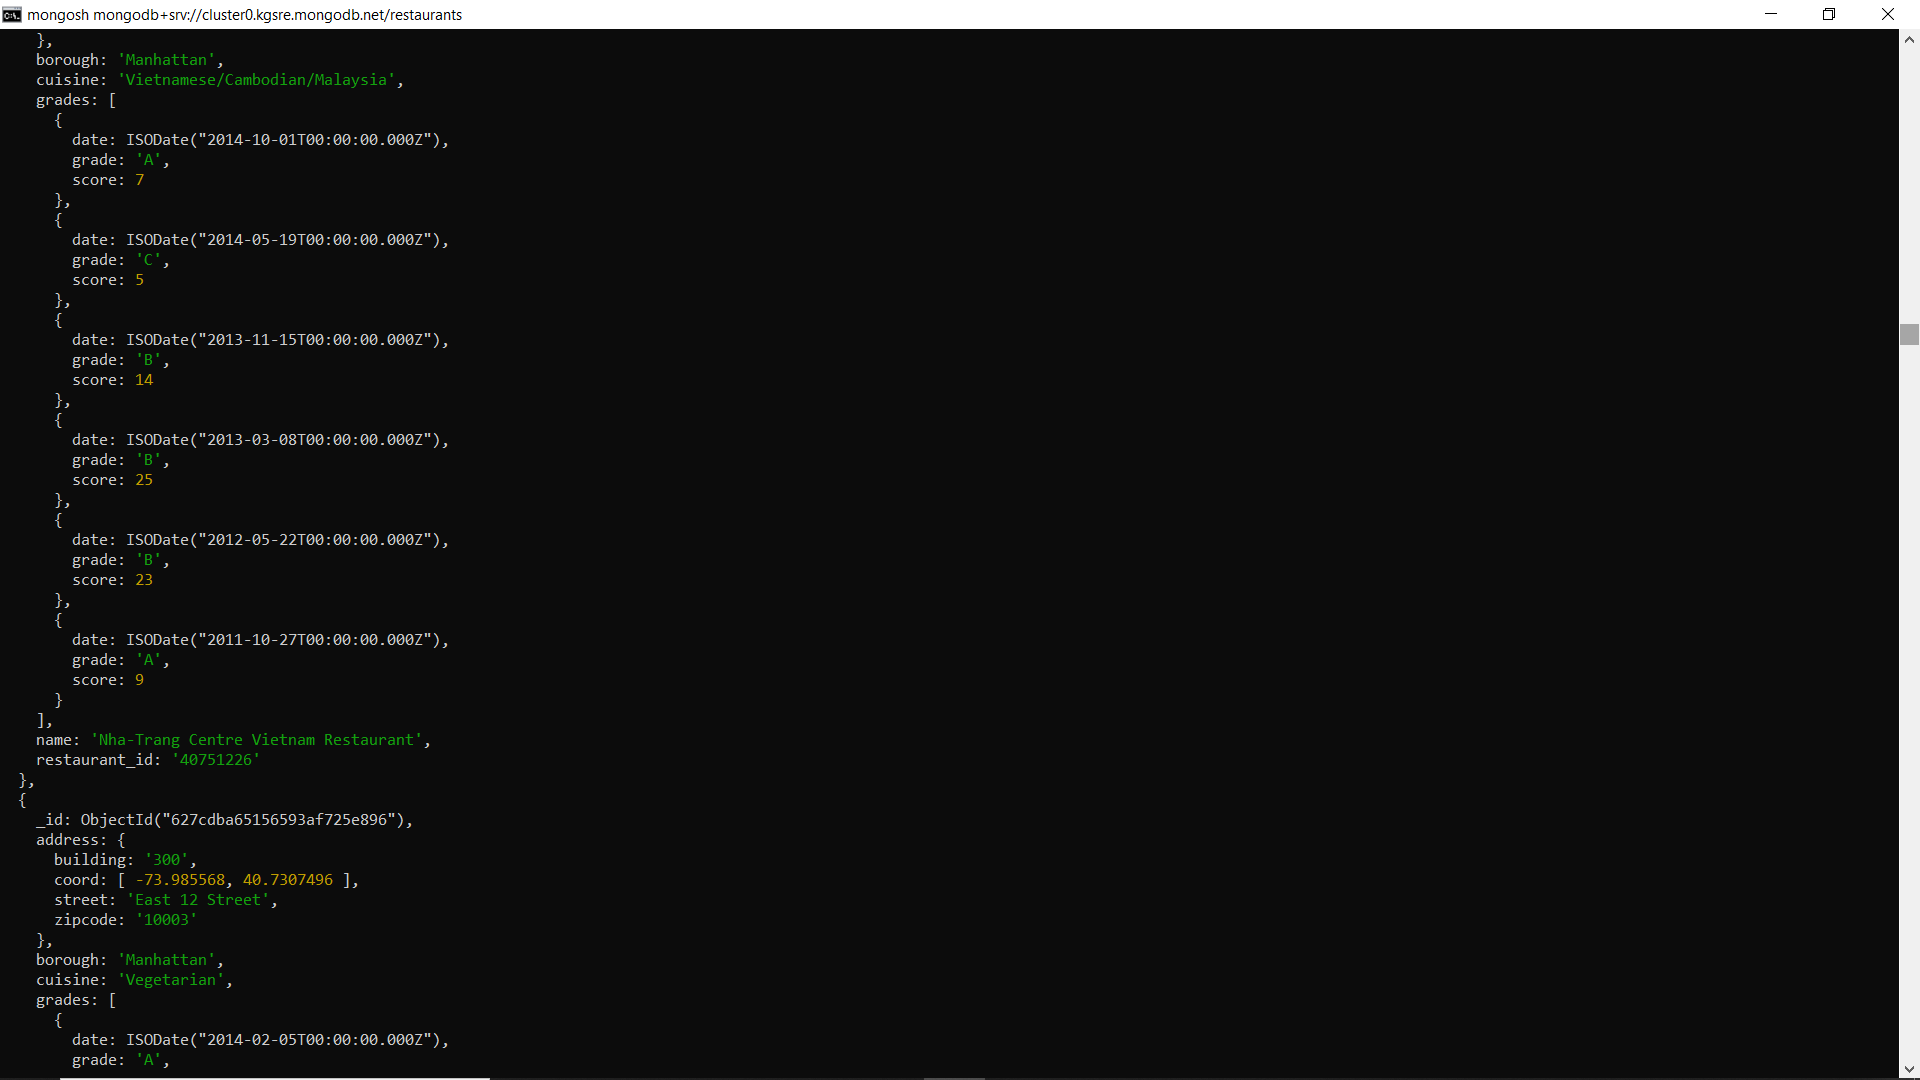 mongosh mongodb+srv://cluster0.kgsre.mongodb.net/restaurants
    },
    borough: 'Manhattan',
    cuisine: 'Vietnamese/Cambodian/Malaysia',
    grades: [
      {
        date: ISODate("2014-10-01T00:00:00.000Z"),
        grade: 'A',
        score: 7
      },
      {
        date: ISODate("2014-05-19T00:00:00.000Z"),
        grade: 'C',
        score: 5
      },
      {
        date: ISODate("2013-11-15T00:00:00.000Z"),
        grade: 'B',
        score: 14
      },
      {
        date: ISODate("2013-03-08T00:00:00.000Z"),
        grade: 'B',
        score: 25
      },
      {
        date: ISODate("2012-05-22T00:00:00.000Z"),
        grade: 'B',
        score: 23
      },
      {
        date: ISODate("2011-10-27T00:00:00.000Z"),
        grade: 'A',
        score: 9
      }
    ],
    name: 'Nha-Trang Centre Vietnam Restaurant',
    restaurant_id: '40751226'
  },
  {
    _id: ObjectId("627cdba65156593af725e896"),
    address: {
      building: '300',
      coord: [ -73.985568, 40.7307496 ],
      street: 'East 12 Street',
      zipcode: '10003'
    },
    borough: 'Manhattan',
    cuisine: 'Vegetarian',
    grades: [
      {
        date: ISODate("2014-02-05T00:00:00.000Z"),
        grade: 'A',